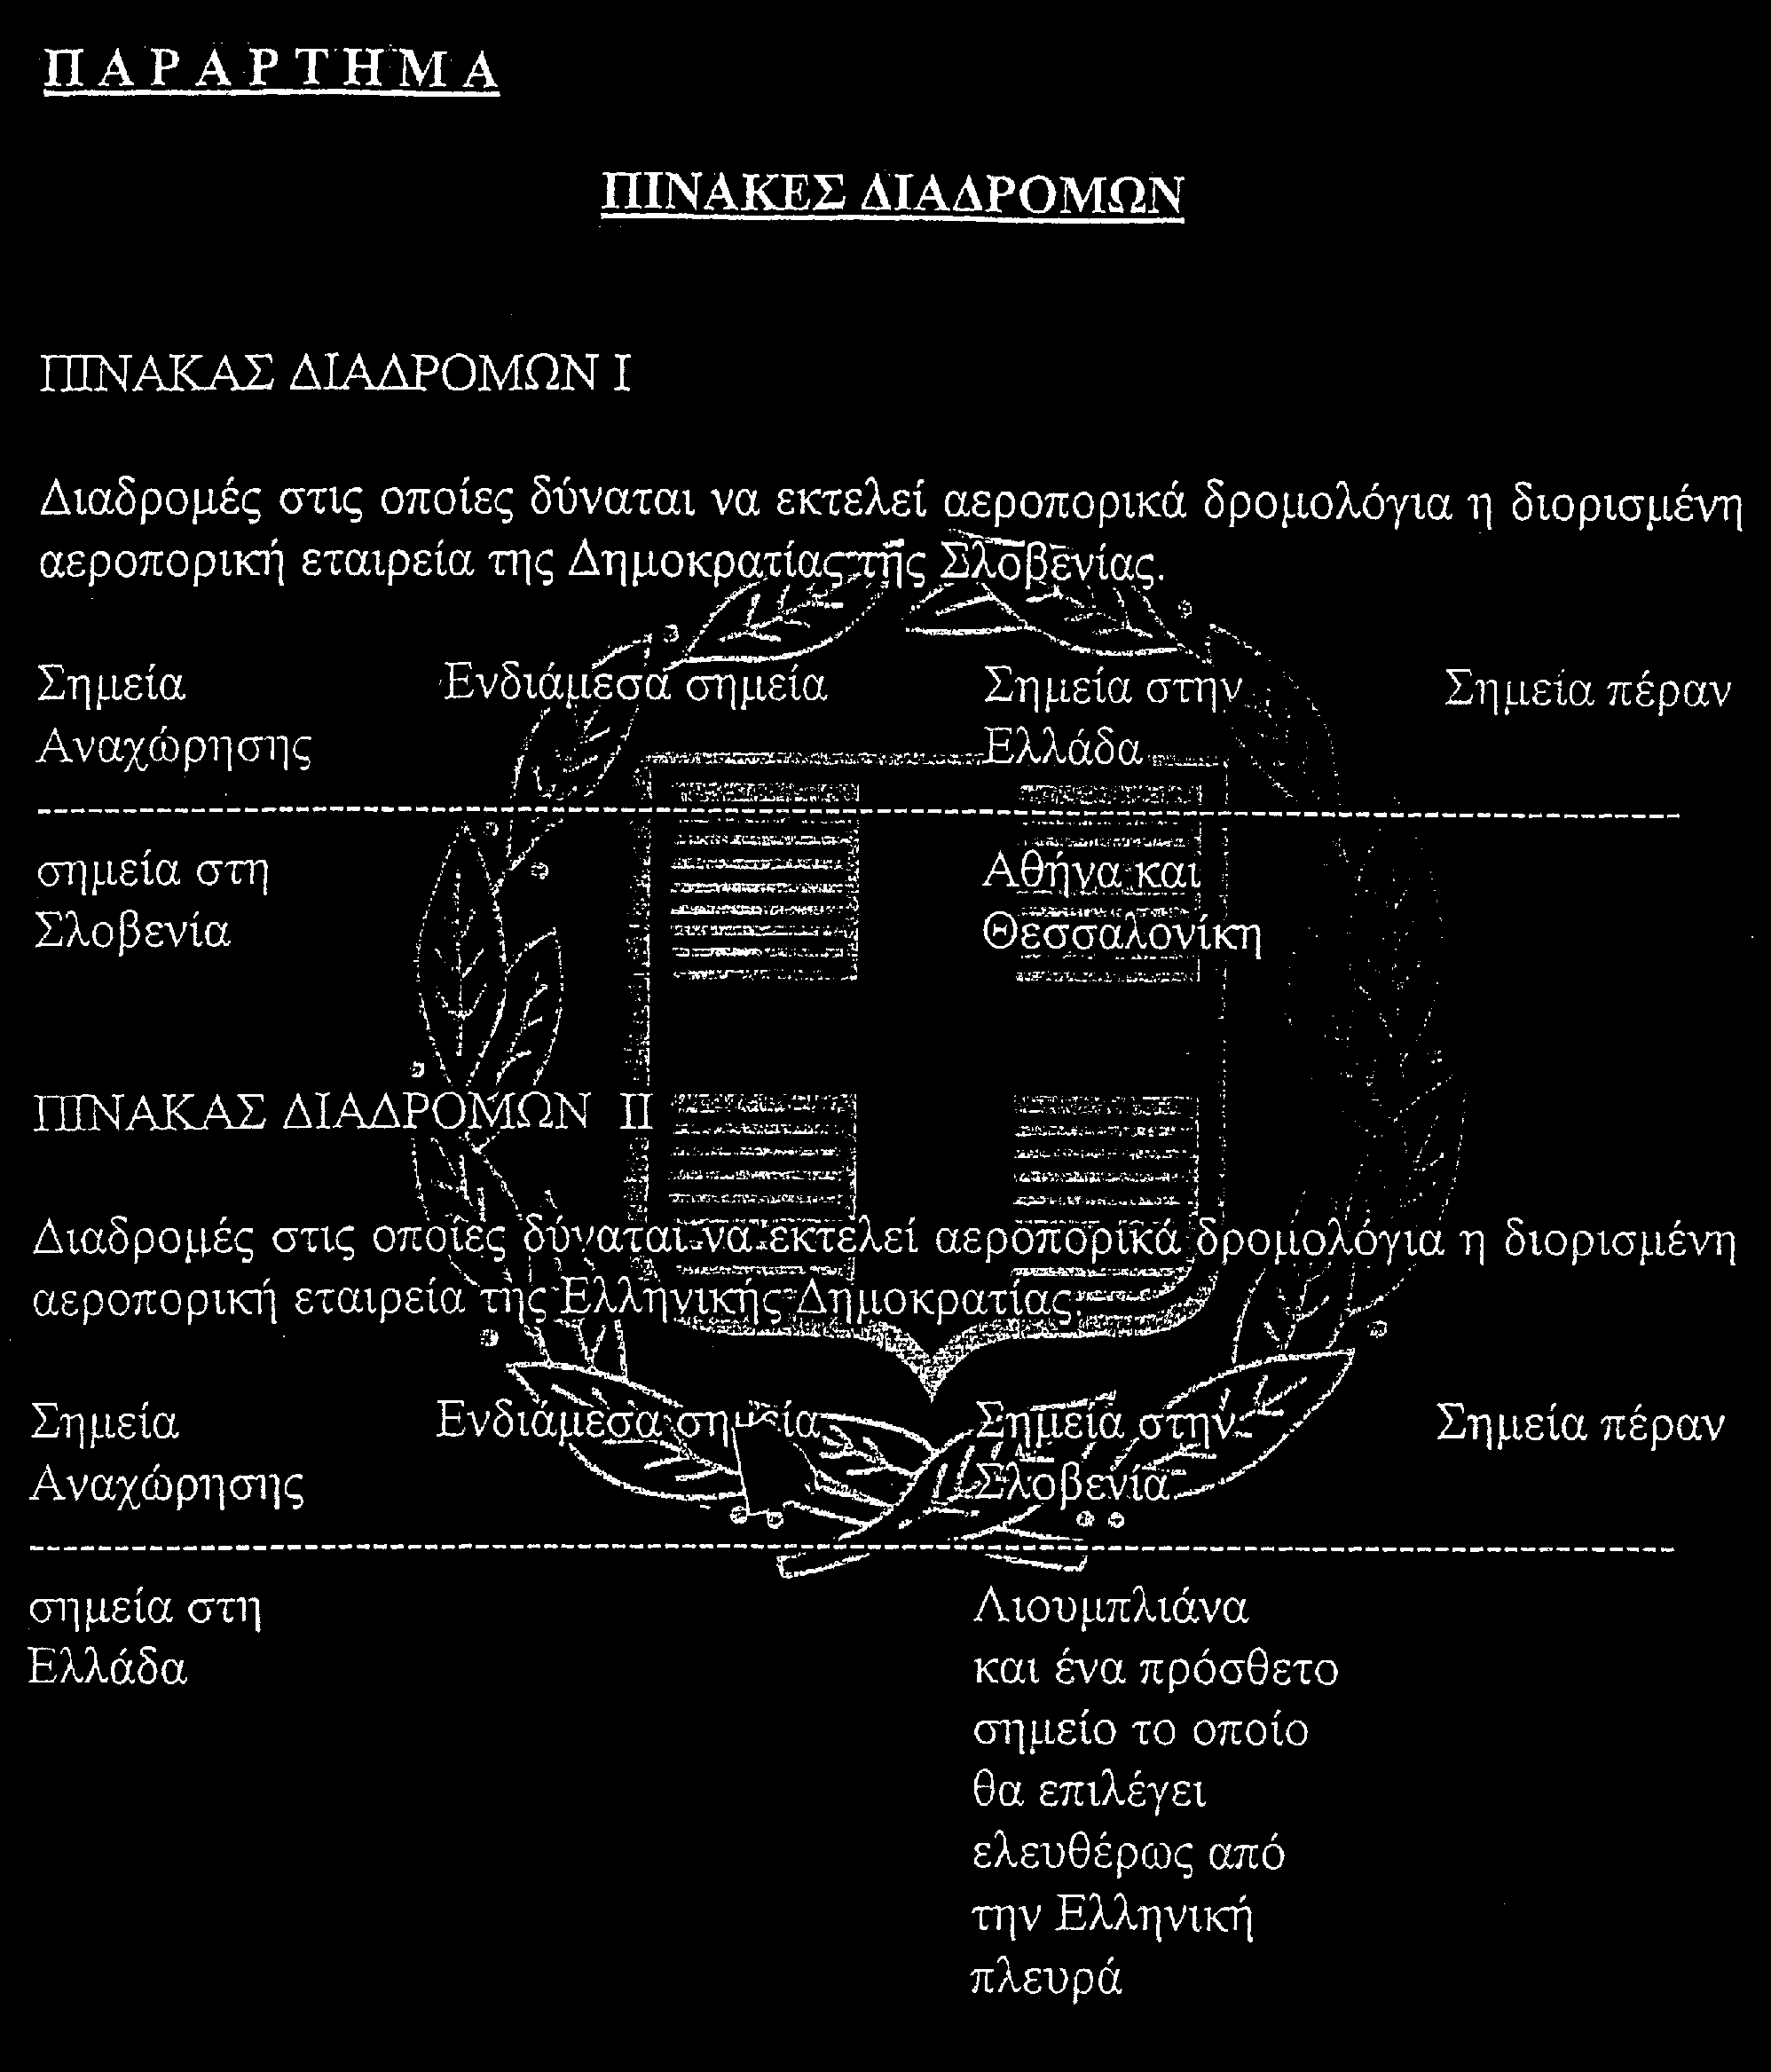 ΠΑΡΑΡΤΗΜΑ
ΠΙΝΑΚΕΣ ΔΙΑΔΡΟΜΩΝ
ΠΙΝΑΚΑΣ ΔΙΑΔΡΟΜΩΝ Ι
Διαδρομές στις οποίες δύναται να εκτελεί αεροπορικά δρομολόγια η διορισμένη
αεροπορική εταιρεία της Δημοκρατίας της Σλοβενίας.
Σημεία Ενδιάμεσα σημεία Σημεία στην Σημεία πέραν
Αναχώρησης Ελλάδα
σημεία στη Αθήνα και
Σλοβενία Θεσσαλονίκη
ΠΙΝΑΚΑΣ ΔΙΑΔΡΟΜΩΝ ΙΙ
Διαδρομές στις οποίες δύναται να εκτελεί αεροπορικά δρομολόγια η διορισμένη
αεροπορική εταιρεία της Ελληνικής Δημοκρατίας.
Σημεία Ενδιάμεσα σημεία Σημεία στην Σημεία πέραν
Αναχώρησης Σλοβενία
σημεία στη Λιουμπλιάνα
Ελλάδα και ένα πρόσθετο
σημείο το οποίο
θα επιλέγει
ελευθέρως από
την Ελληνική
πλευρά